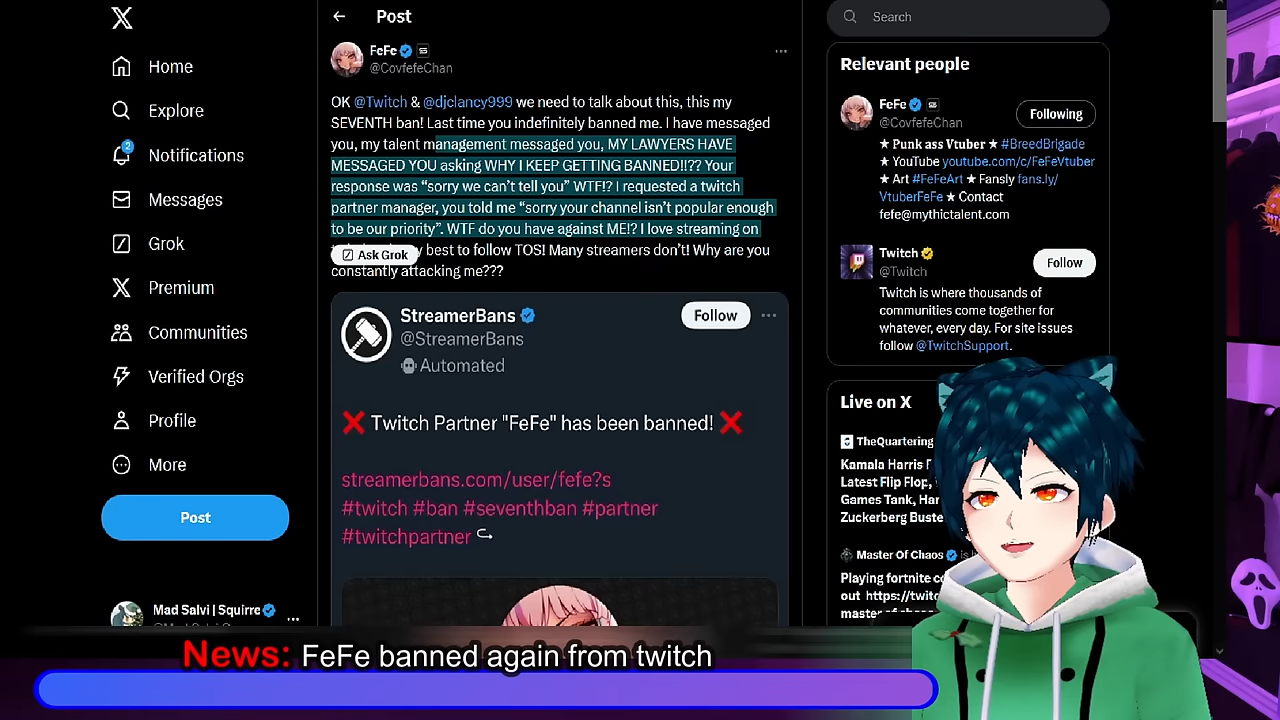 Home
Explore
2
Notifications
Messages
Grok
Premium
Communities
Verified Orgs
Profile
More
Post
Mad Salvi | Squirre
Post
FeFe
@CovfefeChan
OK @Twitch & @djclancy999 we need to talk about this, this my
SEVENTH ban! Last time you indefinitely banned me. I have messaged
you, my talent management messaged you, MY LAWYERS HAVE
MESSAGED YOU asking WHY I KEEP GETTING BANNED!!?? Your
response was “sorry we can’t tell you” WTF!? I requested a twitch
partner manager, you told me “sorry your channel isn’t popular enough
to be our priority”. WTF do you have against ME!? I love streaming on
best to follow TOS! Many streamers don’t! Why are you
Ask Grok
constantly attacking me???
StreamerBans
Follow
@StreamerBans
Automated
❌ Twitch Partner "FeFe" has been banned! ❌
streamerbans.com/user/fefe?s
#twitch #ban #seventhban #partner
#twitchpartner
Search
Relevant people
FeFe
Following
@CovfefeChan
★ Punk ass Vtuber ★ #BreedBrigade
★ YouTube youtube.com/c/FeFeVtuber
★ Art #FeFeArt ★ Fansly fans.ly/
VtuberFeFe ★ Contact
fefe@mythictalent.com
Twitch
Follow
@Twitch
Twitch is where thousands of
communities come together for
whatever, every day. For site issues
follow @TwitchSupport.
Live on X
TheQuartering
Kamala Harris
Latest Flip Flop,
Games Tank, Har
Zuckerberg Buste
Master Of Chaos is
Playing fortnite co
out https://twitc
master of chaos
News: FeFe banned again from twitch